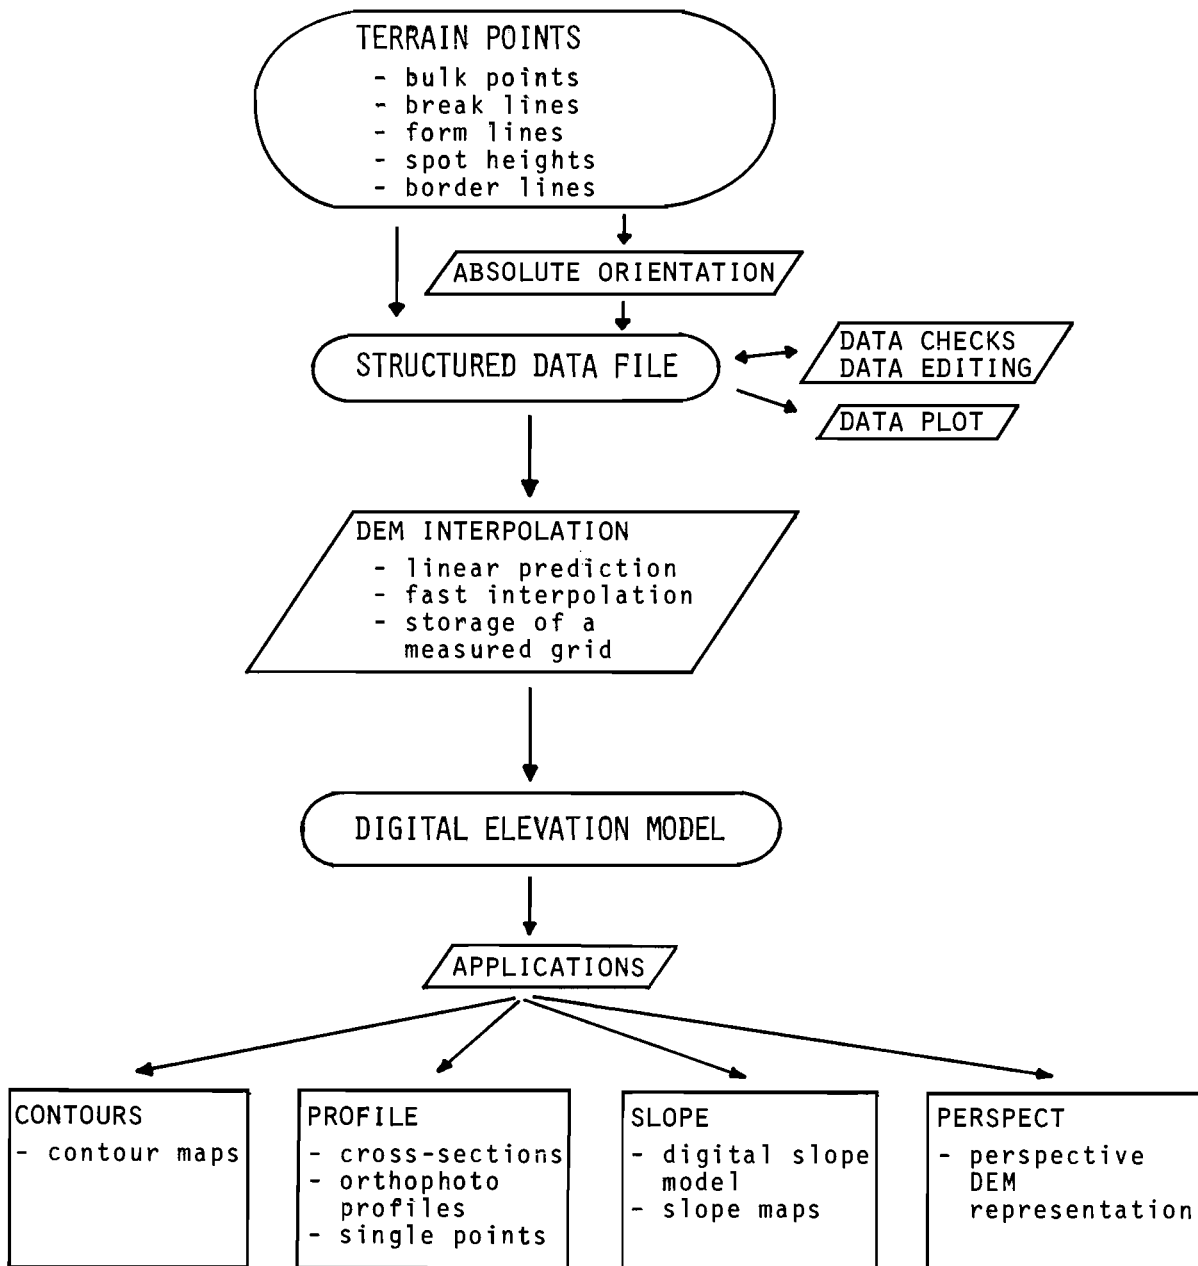 TERRAIN POINTS
- bulk points
- break lines
- form lines
- spot heights
- border lines
ABSOLUTE ORIENTATION
STRUCTURED DATA FILE
DATA CHECKS
DATA EDITING
DATA PLOT
DEM INTERPOLATION
- linear prediction
- fast interpolation
- storage of a
measured grid
DIGITAL ELEVATION MODEL
APPLICATIONS
CONTOURS
- contour maps
PROFILE
- cross-sections
- orthophoto
profiles
- single points
SLOPE
- digital slope
model
- slope maps
PERSPECT
- perspective
DEM
representation